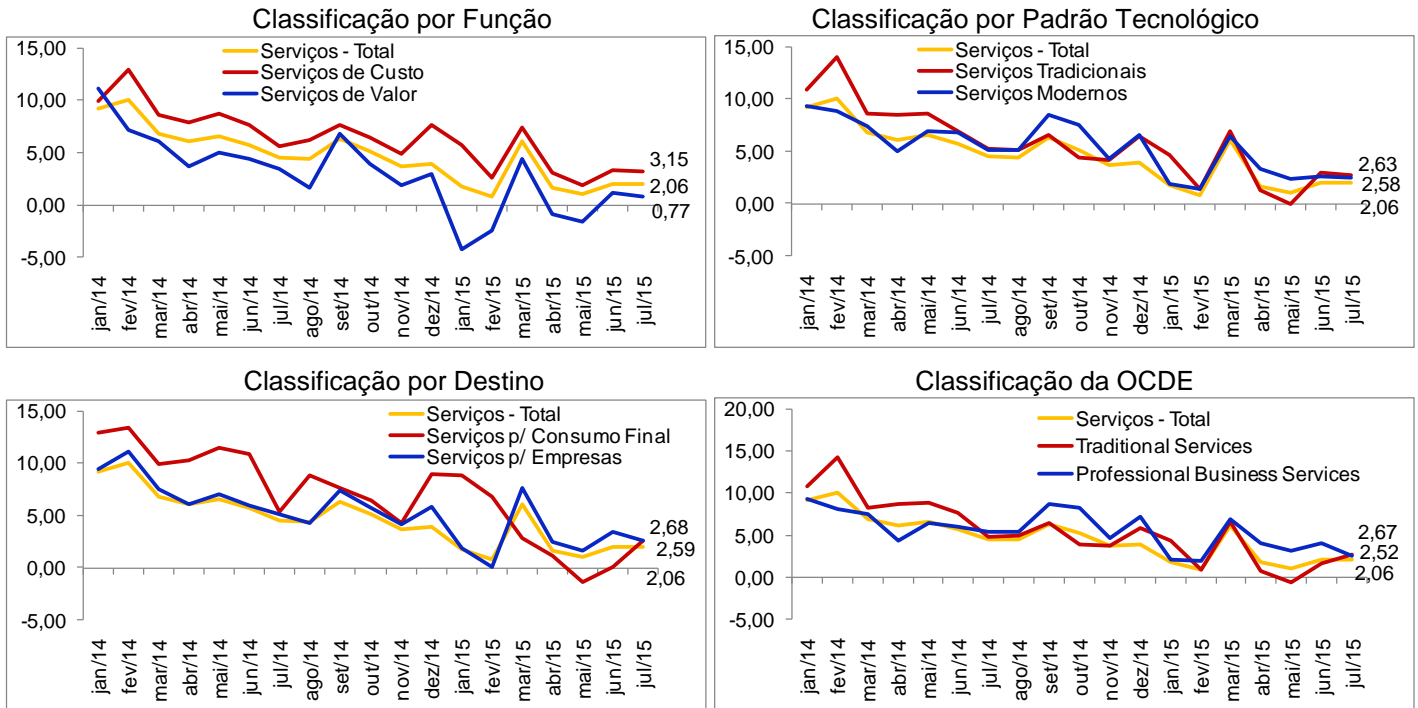 Classificação por Função
15,00
10,00
5,00
0,00
-5,00
Serviços - Total
Serviços de Custo
Serviços de Valor
3,15
2,06
0,77
jan/14
fev/14
mar/14
abr/14
mai/14
jun/14
jul/14
ago/14
set/14
out/14
nov/14
dez/14
jan/15
fev/15
mar/15
abr/15
mai/15
jun/15
jul/15
Classificação por Padrão Tecnológico
15,00
10,00
5,00
0,00
-5,00
Serviços - Total
Serviços Tradicionais
Serviços Modernos
2,63
2,58
2,06
jan/14
fev/14
mar/14
abr/14
mai/14
jun/14
jul/14
ago/14
set/14
out/14
nov/14
dez/14
jan/15
fev/15
mar/15
abr/15
mai/15
jun/15
jul/15
Classificação por Destino
15,00
10,00
5,00
0,00
-5,00
Serviços - Total
Serviços p/ Consumo Final
Serviços p/ Empresas
2,68
2,59
2,06
jan/14
fev/14
mar/14
abr/14
mai/14
jun/14
jul/14
ago/14
set/14
out/14
nov/14
dez/14
jan/15
fev/15
mar/15
abr/15
mai/15
jun/15
jul/15
Classificação da OCDE
20,00
15,00
10,00
5,00
0,00
-5,00
Serviços - Total
Traditional Services
Professional Business Services
2,67
2,52
2,06
jan/14
fev/14
mar/14
abr/14
mai/14
jun/14
jul/14
ago/14
set/14
out/14
nov/14
dez/14
jan/15
fev/15
mar/15
abr/15
mai/15
jun/15
jul/15